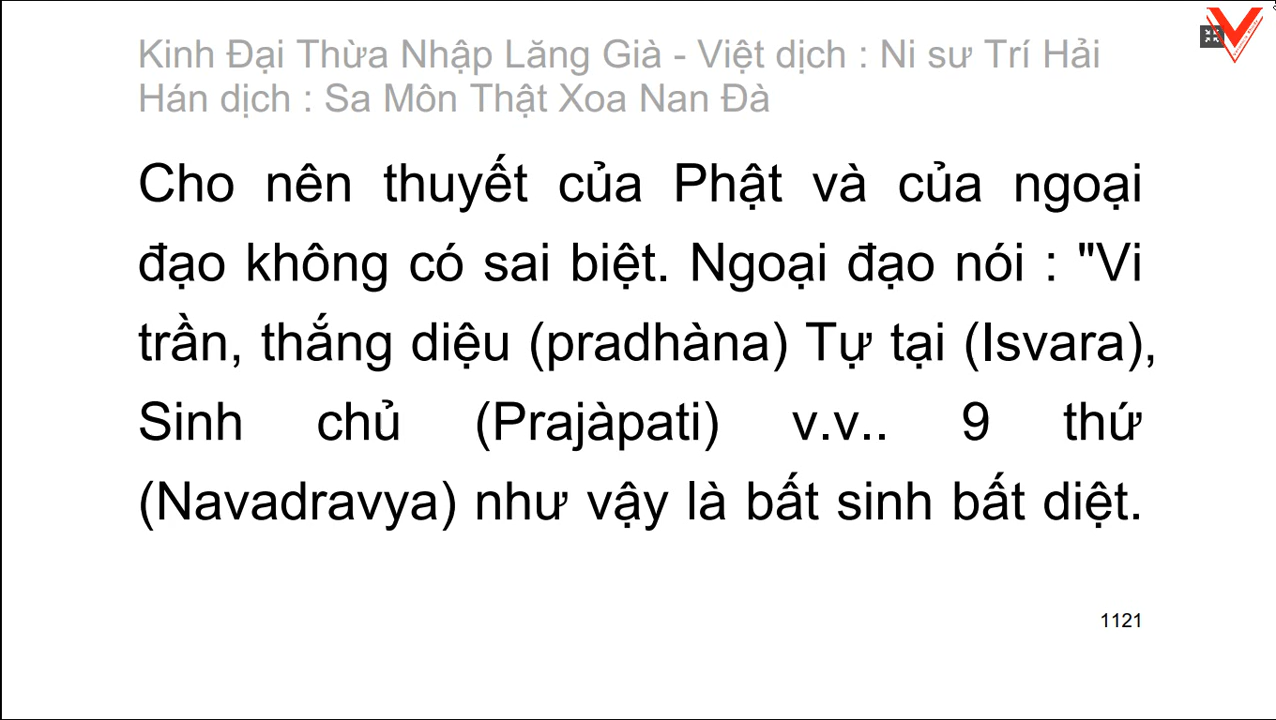 Kinh Đại Thừa Nhập Lăng Già - Việt dịch : Ni sư Trí Hải
Hán dịch : Sa Môn Thật Xoa Nan Đà
Cho nên thuyết của Phật và của ngoại
đạo không có sai biệt. Ngoại đạo nói : "Vi
trần, thắng diệu (pradhàna) Tự tại (Isvara),
Sinh chủ (Prajàpati) v.v.. 9 thứ
(Navadravya) như vậy là bất sinh bất diệt.
1121